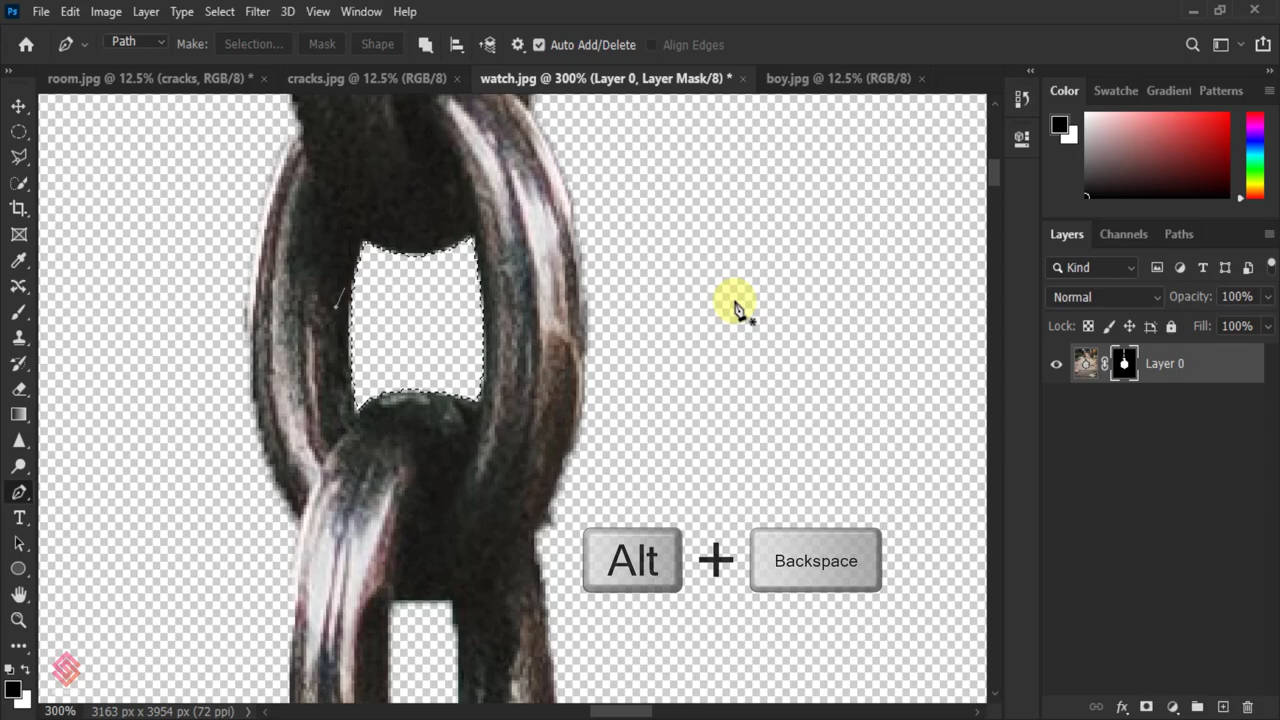 Ps File Edit Image Layer Type Select Filter 3D View Window Help
Path Make: Selection... Mask Shape Auto Add/Delete Align Edges
room.jpg @ 12.5% (cracks, RGB/8) * × cracks.jpg @ 12.5% (RGB/8) × watch.jpg @ 300% (Layer 0, Layer Mask/8) * × boy.jpg @ 12.5% (RGB/8) ×
Color Swatche Gradient Patterns
Layers Channels Paths
Kind
Normal Opacity: 100%
Lock: Fill: 100%
Layer 0
Alt + Backspace
300% 3163 px x 3954 px (72 ppi)